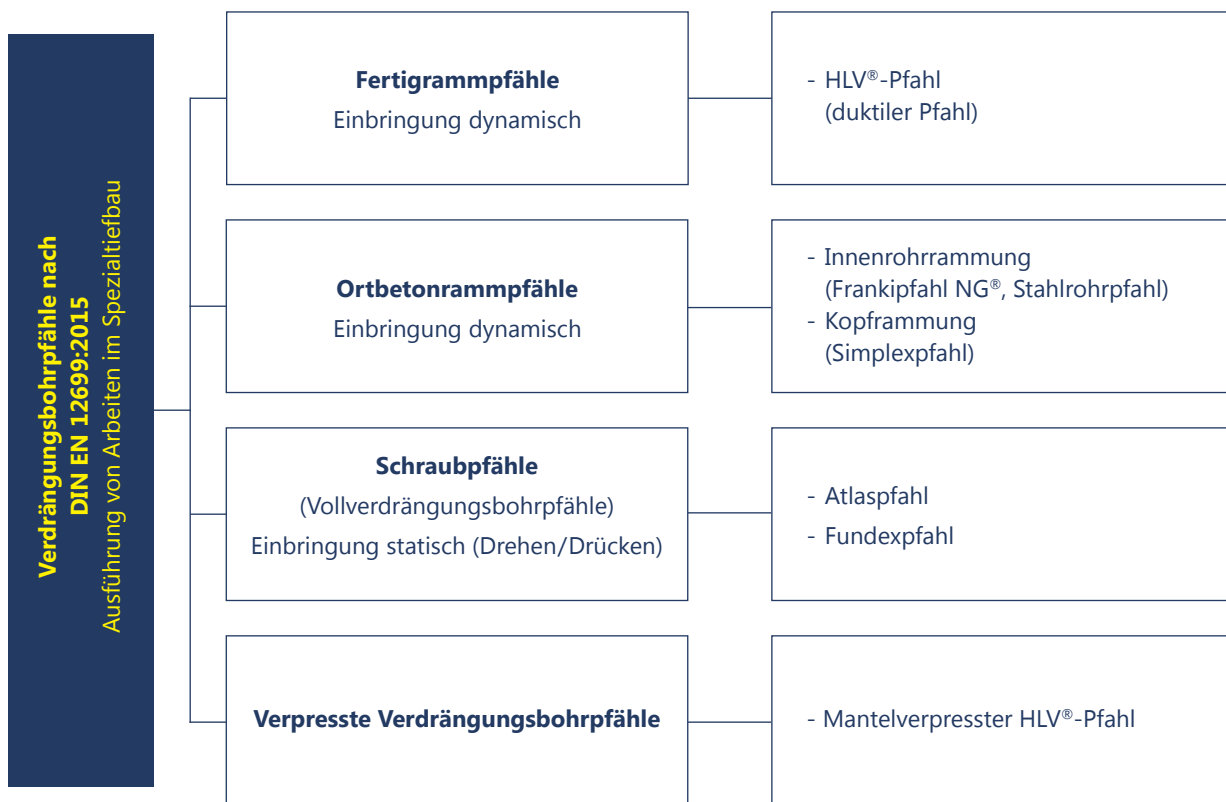 Verdrängungsbohrpfähle nach
DIN EN 12699:2015
Ausführung von Arbeiten im Spezialtiefbau
Fertigrammpfähle
Einbringung dynamisch
- HLV®-Pfahl
(duktiler Pfahl)
Ortbetonrammpfähle
Einbringung dynamisch
- Innenrohrrammung
(Frankipfahl NG®, Stahlrohrpfahl)
- Kopframmung
(Simplexpfahl)
Schraubpfähle
(Vollverdrängungsbohrpfähle)
Einbringung statisch (Drehen/Drücken)
- Atlaspfahl
- Fundexpfahl
Verpresste Verdrängungsbohrpfähle
- Mantelverpresster HLV®-Pfahl